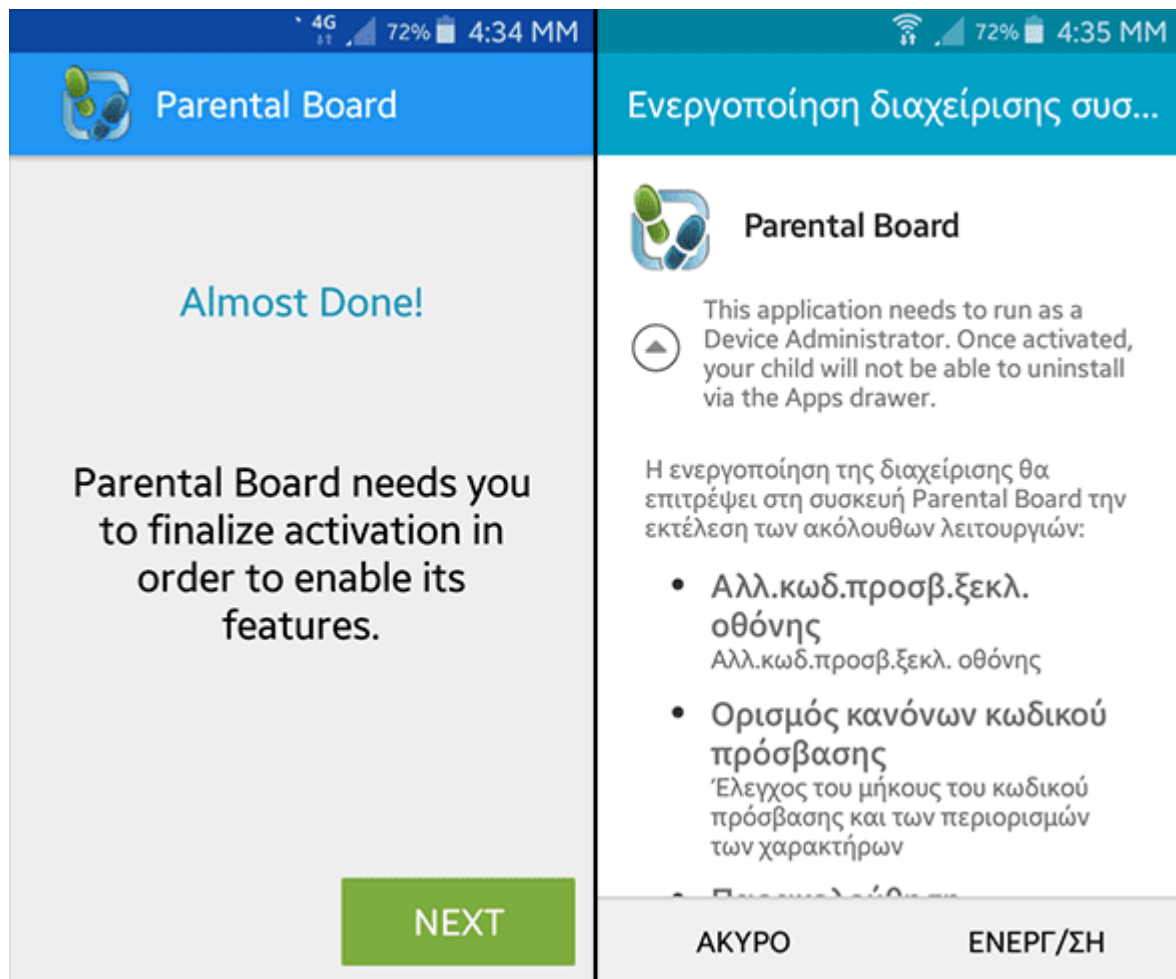 4G 72% 4:34 ΜΜ
Parental Board
Almost Done!
Parental Board needs you
to finalize activation in
order to enable its
features.
NEXT
72% 4:35 ΜΜ
Ενεργοποίηση διαχείρισης συσ...
Parental Board
This application needs to run as a
Device Administrator. Once activated,
your child will not be able to uninstall
via the Apps drawer.
Η ενεργοποίηση της διαχείρισης θα
επιτρέψει στη συσκευή Parental Board την
εκτέλεση των ακόλουθων λειτουργιών:
• Αλλ.κωδ.προσβ.ξεκλ.
οθόνης
Αλλ.κωδ.προσβ.ξεκλ. οθόνης
• Ορισμός κανόνων κωδικού
πρόσβασης
Έλεγχος του μήκους του κωδικού
πρόσβασης και των περιορισμών
των χαρακτήρων
ΑΚΥΡΟ ΕΝΕΡΓ/ΣΗ